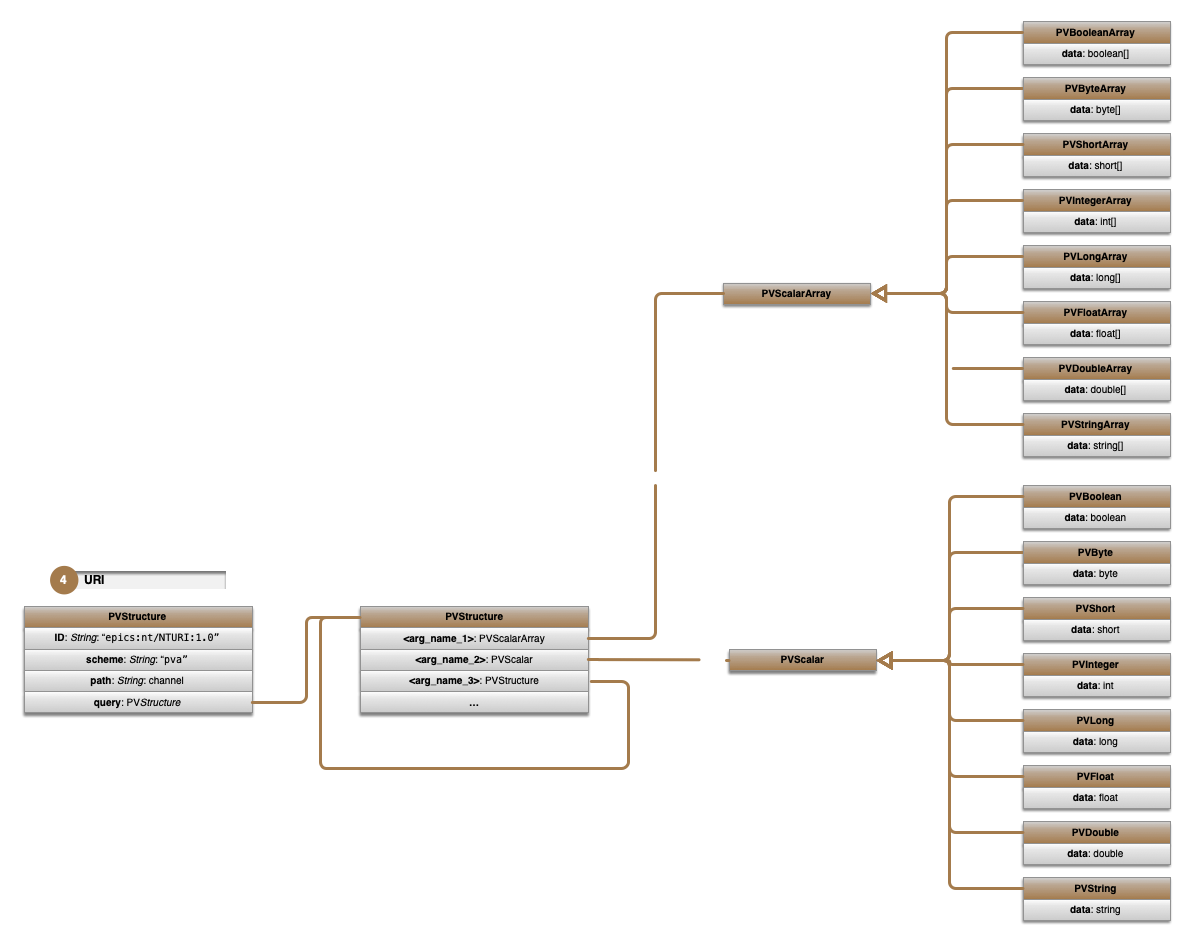 PVBooleanArray
data: boolean[]
PVByteArray
data: byte[]
PVShortArray
data: short[]
PVIntegerArray
data: int[]
PVLongArray
data: long[]
PVScalarArray
PVFloatArray
data: float[]
PVDoubleArray
data: double[]
PVStringArray
data: string[]
4 URI
PVStructure
ID: String: “epics:nt/NTURI:1.0”
scheme: String: “pva”
path: String: channel
query: PVStructure
PVStructure
<arg_name_1>: PVScalarArray
<arg_name_2>: PVScalar
<arg_name_3>: PVStructure
...
PVScalar
PVBoolean
data: boolean
PVByte
data: byte
PVShort
data: short
PVInteger
data: int
PVLong
data: long
PVFloat
data: float
PVDouble
data: double
PVString
data: string